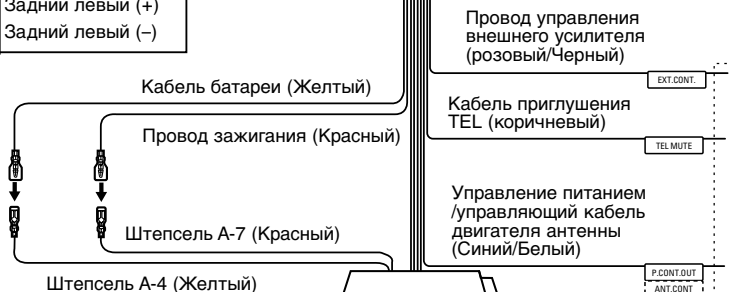 Задний левый (+)
Задний левый (–)
Провод управления
внешнего усилителя
(розовый/Черный)
EXT.CONT.
Кабель батареи (Желтый)
Кабель приглушения
TEL (коричневый)
TEL MUTE
Провод зажигания (Красный)
Управление питанием
/управляющий кабель
двигателя антенны
(Синий/Белый)
P.CONT.OUT
ANT.CONT
Штепсель A-7 (Красный)
Штепсель A-4 (Желтый)